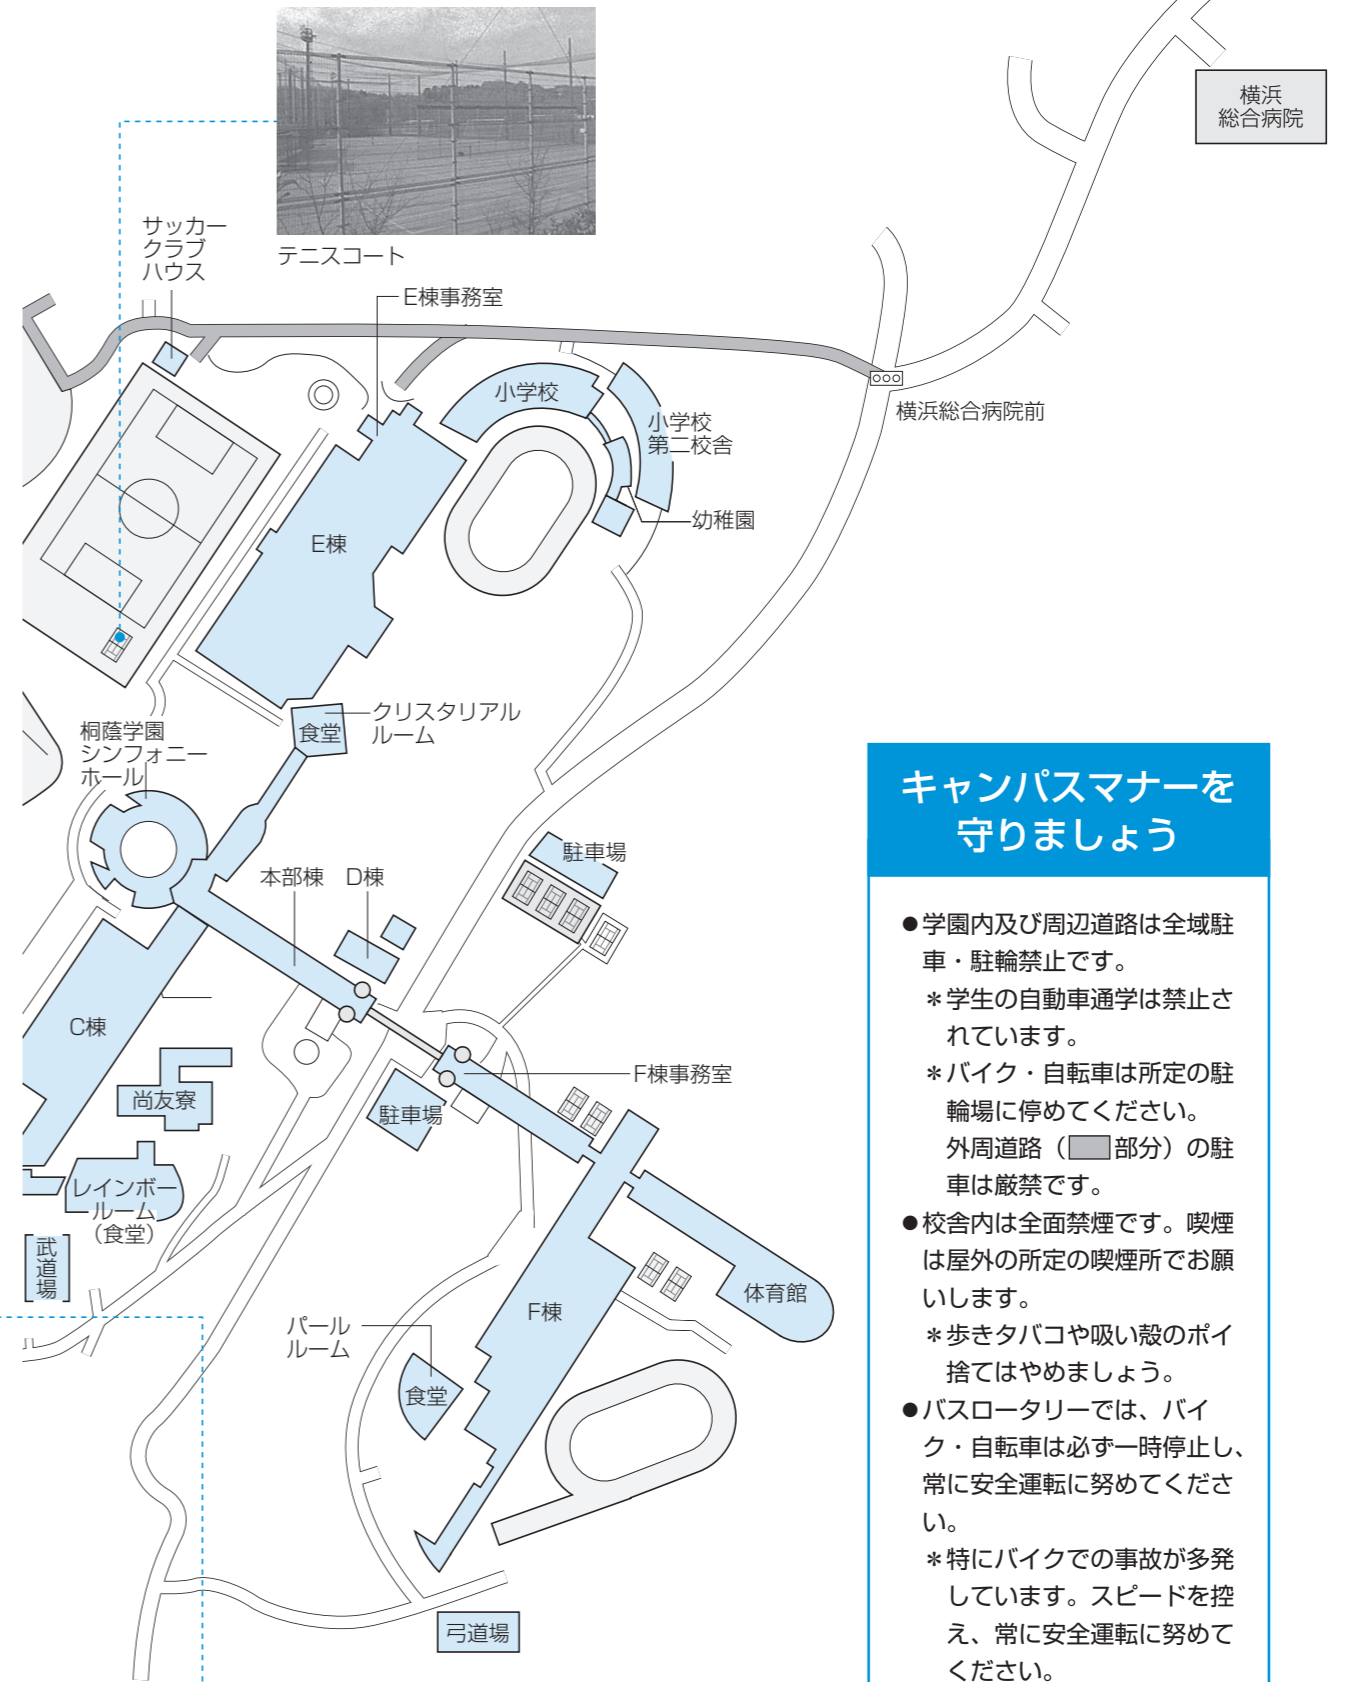 横浜
総合病院
サッカー
クラブ
ハウス
テニスコート
E棟事務室
小学校
小学校
第二校舎
横浜総合病院前
幼稚園
E棟
クリスタリアル
ルーム
食堂
桐蔭学園
シンフォニー
ホール
駐車場
本部棟
D棟
C棟
尚友寮
駐車場
F棟事務室
レインボー
ルーム
（食堂）
武道場
体育館
F棟
パール
ルーム
食堂
弓道場
キャンパスマナーを
守りましょう
●学園内及び周辺道路は全域駐
車・駐輪禁止です。
＊学生の自動車通学は禁止さ
れています。
＊バイク・自転車は所定の駐
輪場に停めてください。
外周道路（部分）の駐
車は厳禁です。
●校舎内は全面禁煙です。喫煙
は屋外の所定の喫煙所でお願
いします。
＊歩きタバコや吸い殻のポイ
捨てはやめましょう。
●バスロータリーでは、バイ
ク・自転車は必ず一時停止し、
常に安全運転に努めてくださ
い。
＊特にバイクでの事故が多発
しています。スピードを控
え、常に安全運転に努めて
ください。